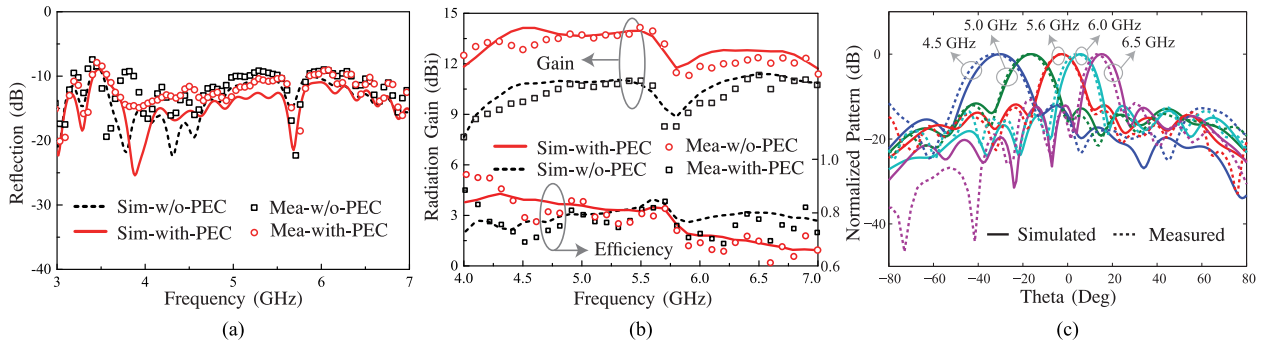 0
−10
−20
−30
−40
Reflection (dB)
Sim-w/o-PEC
Mea-w/o-PEC
Sim-with-PEC
Mea-with-PEC
3
4
5
6
7
Frequency (GHz)
(a)
15
12
9
6
3
0
Radiation Gain (dBi)
Gain
Sim-with-PEC
Mea-w/o-PEC
Sim-w/o-PEC
Mea-with-PEC
1.0
0.8
0.6
Efficiency
4.0
4.5
5.0
5.5
6.0
6.5
7.0
Frequency (GHz)
(b)
0
−20
−40
Normalized Pattern (dB)
4.5 GHz
5.0 GHz
5.6 GHz
6.0 GHz
6.5 GHz
Simulated
Measured
−80
−60
−40
−20
0
20
40
60
80
Theta (Deg)
(c)